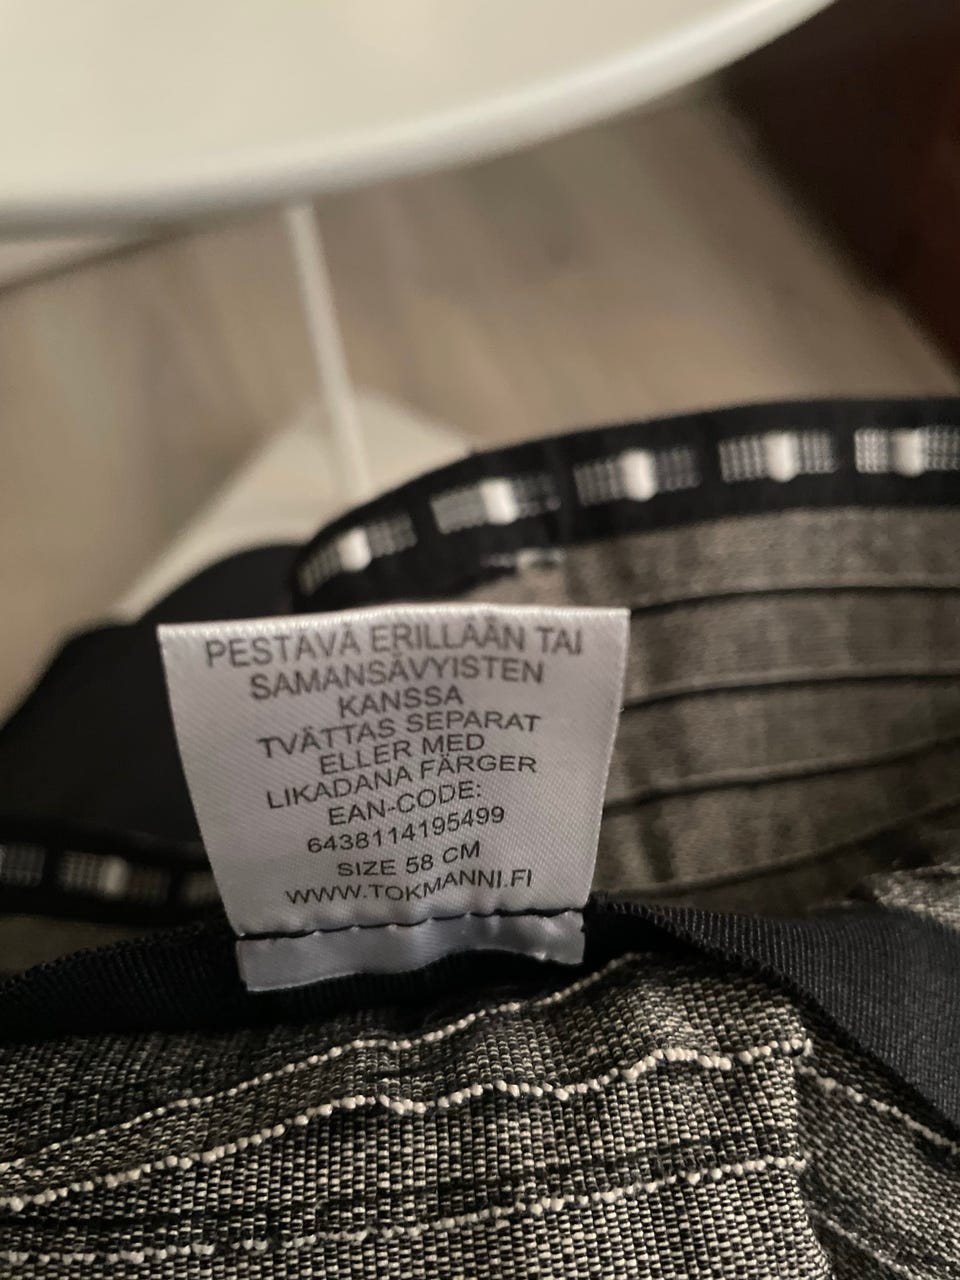 PESTÄVÄ ERILLÄÄN TAI
SAMANSÄVYISTEN
KANSSA
TVÄTTAS SEPARAT
ELLER MED
LIKADANA FÄRGER
EAN-CODE:
6438114195499
SIZE 58 CM
WWW.TOKMANNI.FI